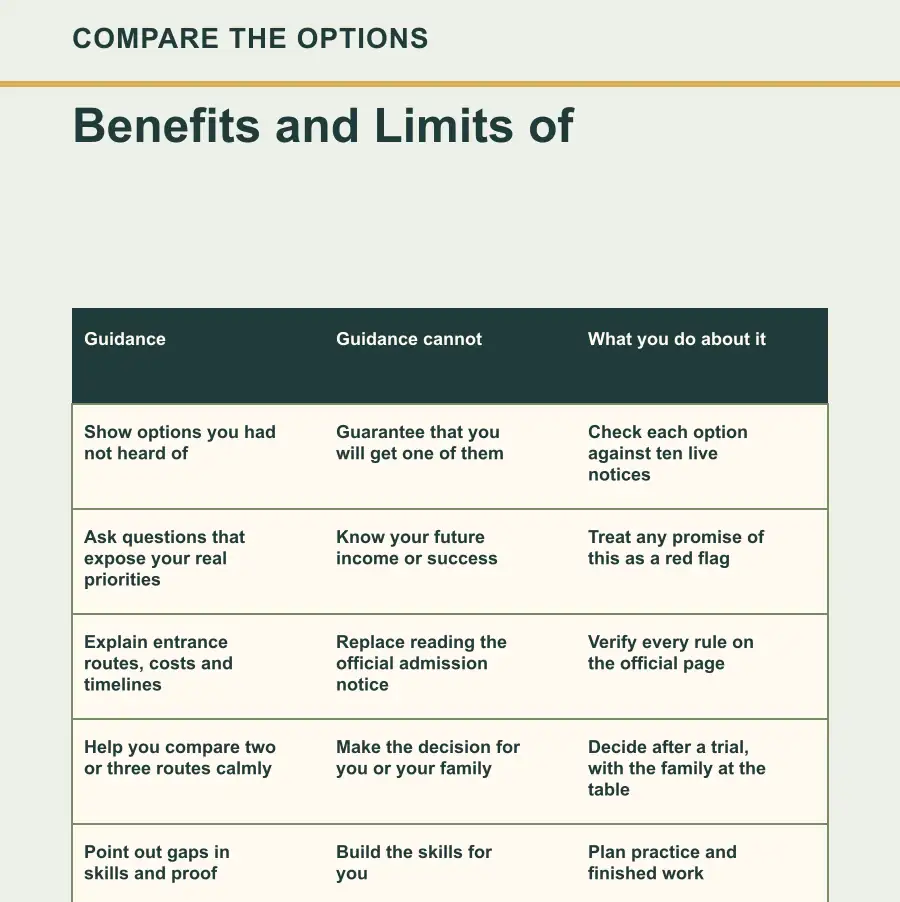 COMPARE THE OPTIONS
Benefits and Limits of
Guidance
Guidance cannot
What you do about it
Show options you had
not heard of
Guarantee that you
will get one of them
Check each option
against ten live
notices
Ask questions that
expose your real
priorities
Know your future
income or success
Treat any promise of
this as a red flag
Explain entrance
routes, costs and
timelines
Replace reading the
official admission
notice
Verify every rule on
the official page
Help you compare two
or three routes calmly
Make the decision for
you or your family
Decide after a trial,
with the family at the
table
Point out gaps in
skills and proof
Build the skills for
you
Plan practice and
finished work